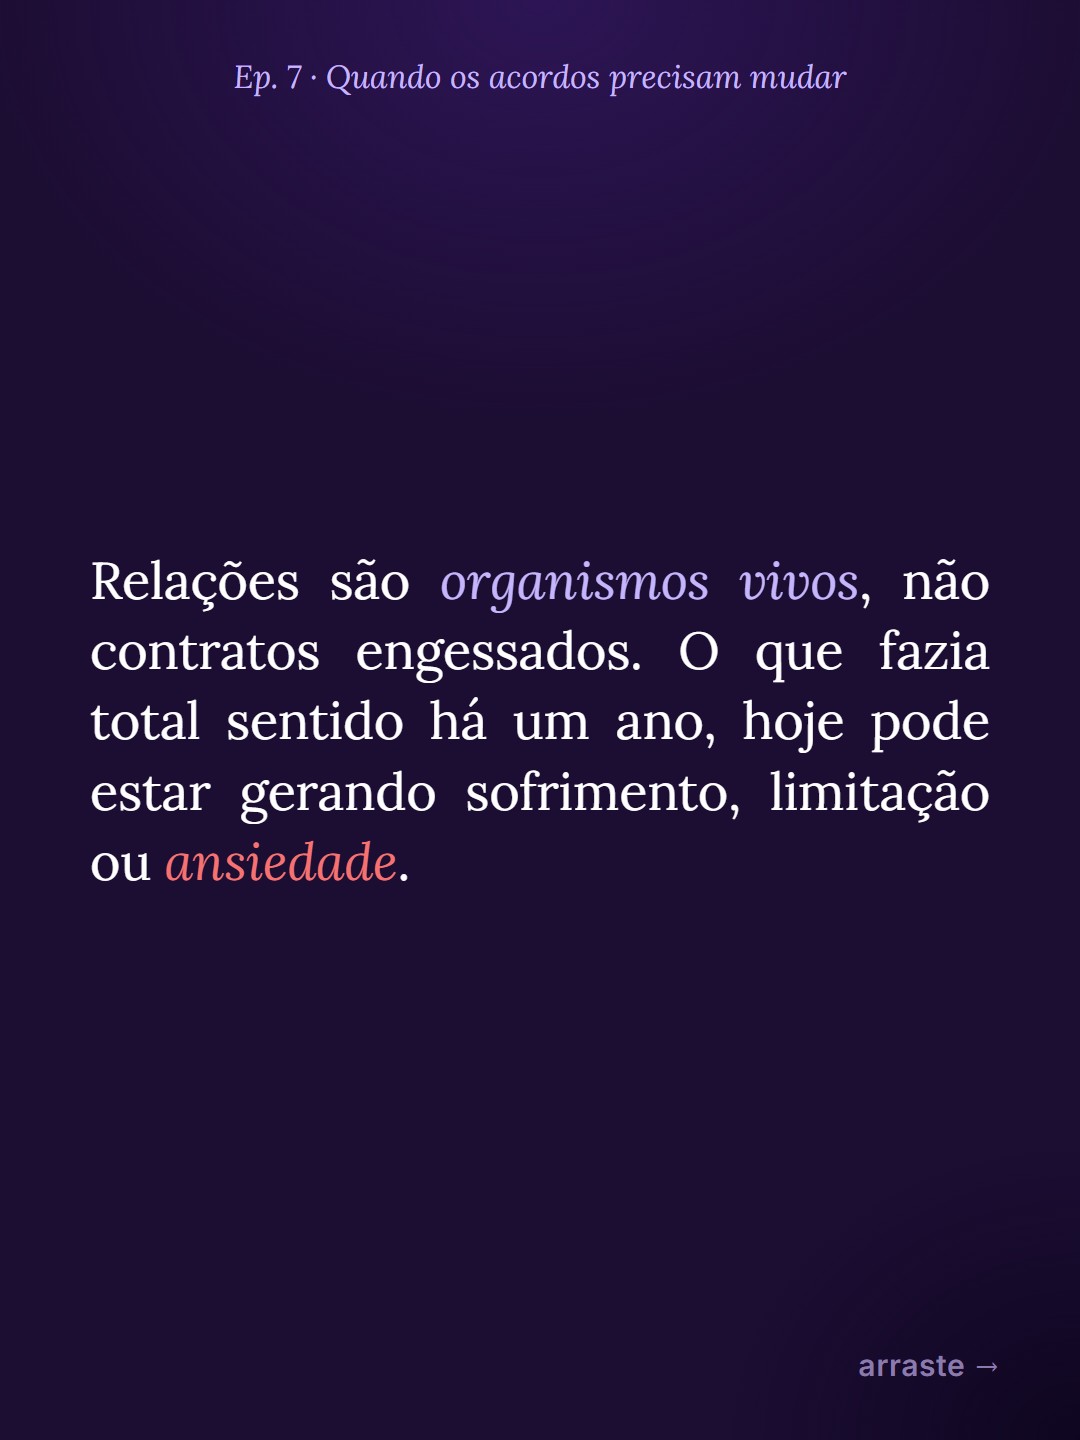 Ep. 7 · Quando os acordos precisam mudar
Relações são organismos vivos, não
contratos engessados. O que fazia
total sentido há um ano, hoje pode
estar gerando sofrimento, limitação
ou ansiedade.
arraste →